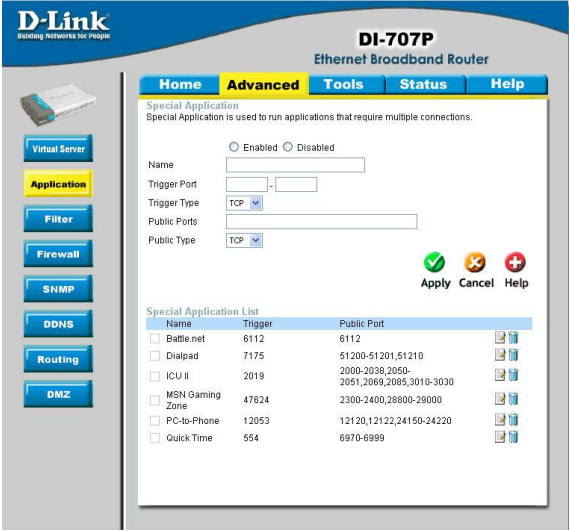 D-Link
Building Networks for People
DI-707P
Ethernet Broadband Router
Home Advanced Tools Status Help
Virtual Server
Application
Filter
Firewall
SNMP
DDNS
Routing
DMZ
Special Application
Special Application is used to run applications that require multiple connections.
Enabled Disabled
Name
Trigger Port -
Trigger Type TCP
Public Ports
Public Type TCP
Apply Cancel Help
Special Application List
Name Trigger Public Port
Battle.net 6112 6112
Dialpad 7175 51200-51201,51210
ICU II 2019 2000-2038,2050-
2051,2069,2085,3010-3030
MSN Gaming
Zone 47624 2300-2400,28800-29000
PC-to-Phone 12053 12120,12122,24150-24220
Quick Time 554 6970-6999